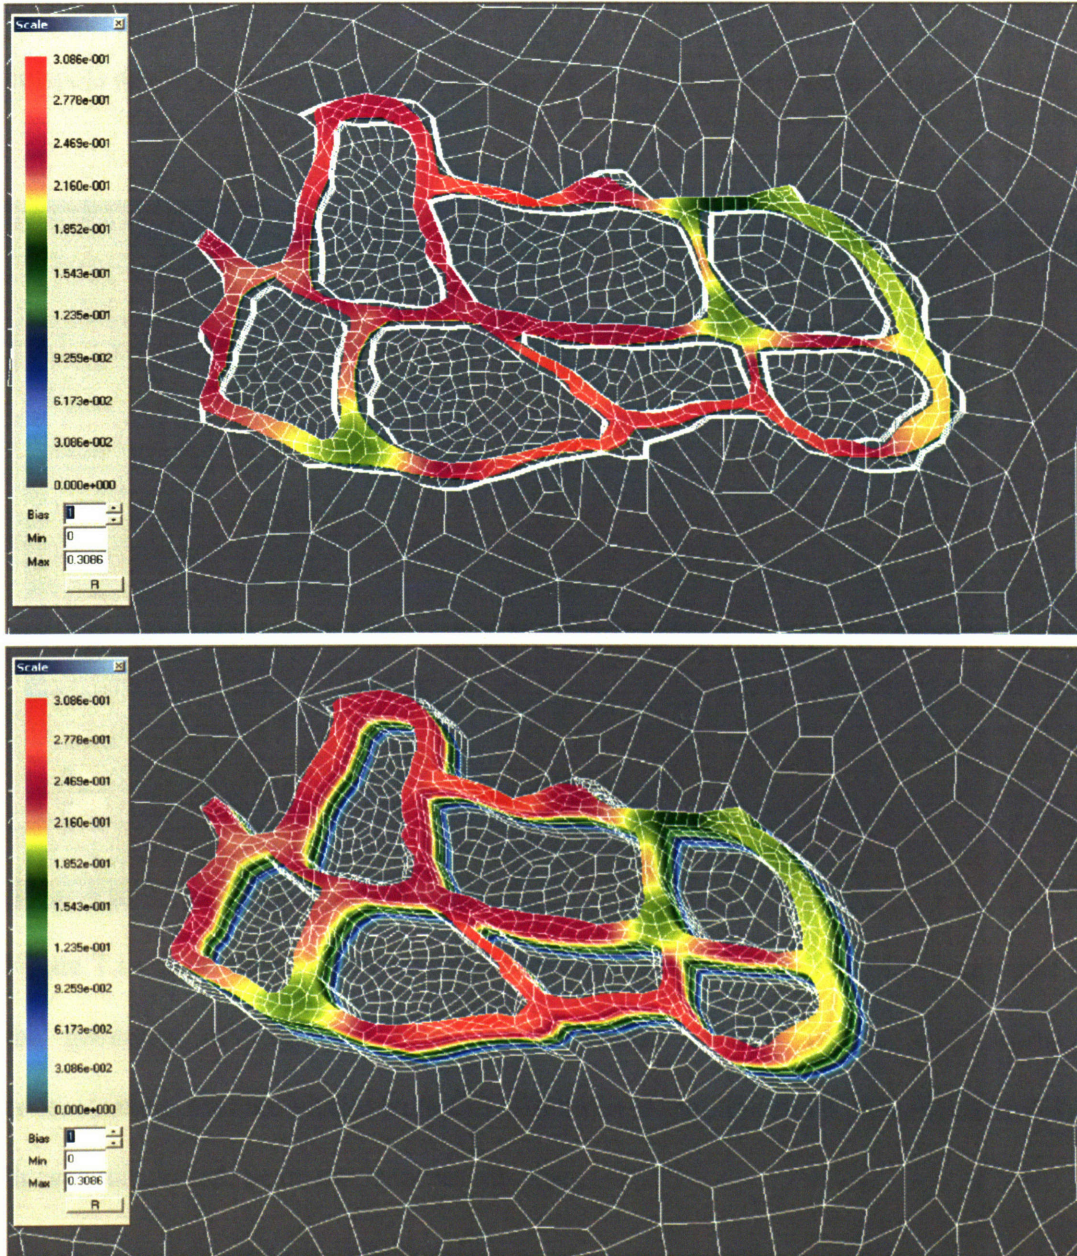 Scale
3.086e-001
2.778e-001
2.469e-001
2.160e-001
1.852e-001
1.543e-001
1.235e-001
9.259e-002
6.173e-002
3.086e-002
0.000e+000
Bias 1
Min 0
Max 0.3086
R
Scale
3.086e-001
2.778e-001
2.469e-001
2.160e-001
1.852e-001
1.543e-001
1.235e-001
9.259e-002
6.173e-002
3.086e-002
0.000e+000
Bias 1
Min 0
Max 0.3086
R